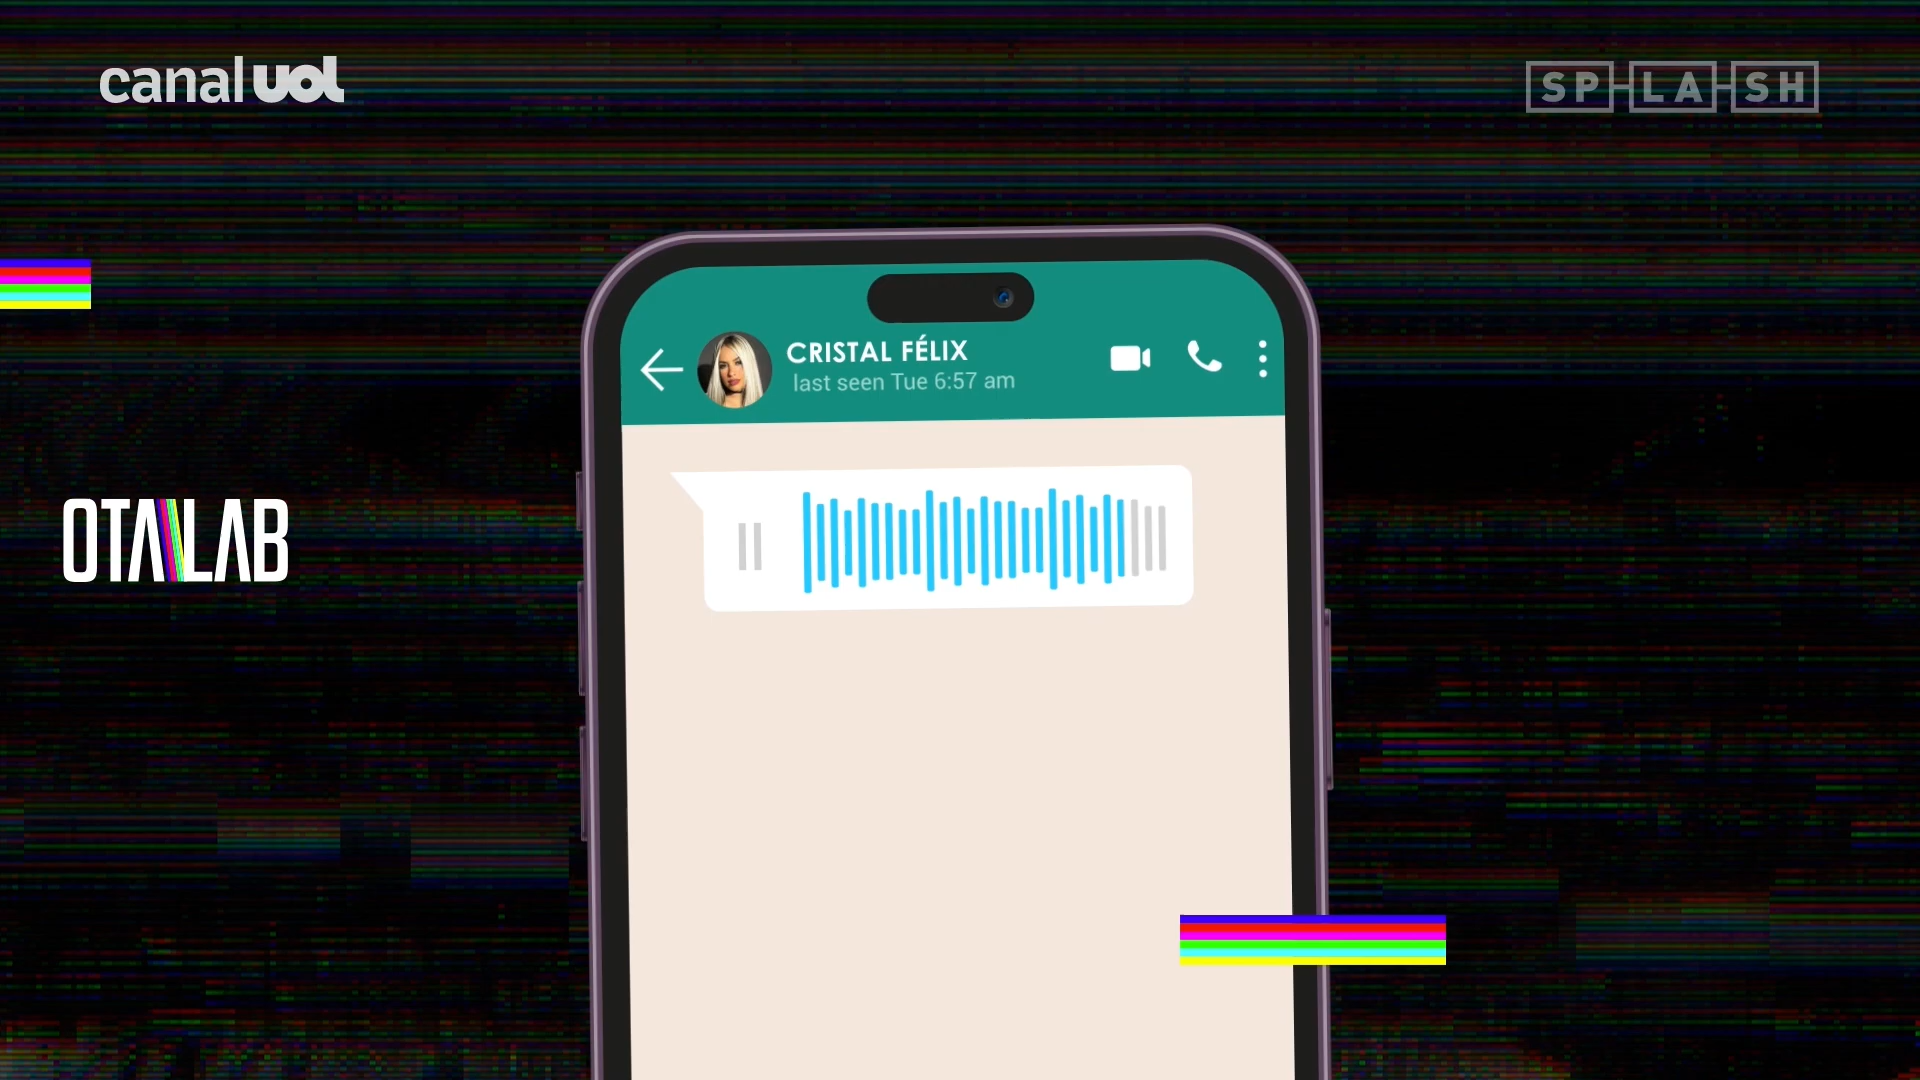 canal uol
SPLASH
CRISTAL FÉLIX
last seen Tue 6:57 am
OTALAB